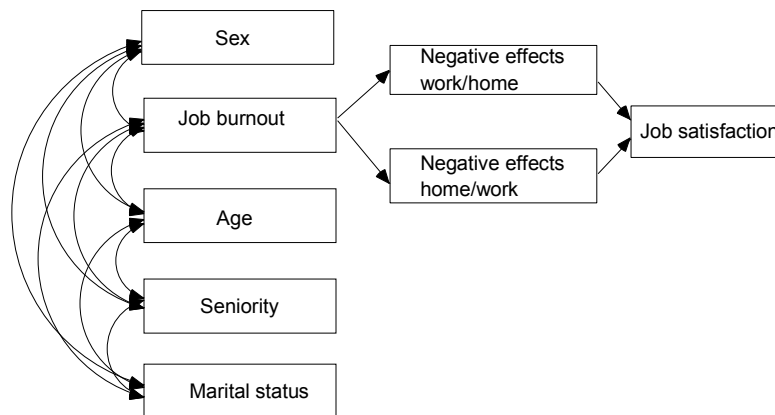 Sex
Job burnout
Age
Seniority
Marital status
Negative effects
work/home
Negative effects
home/work
Job satisfaction